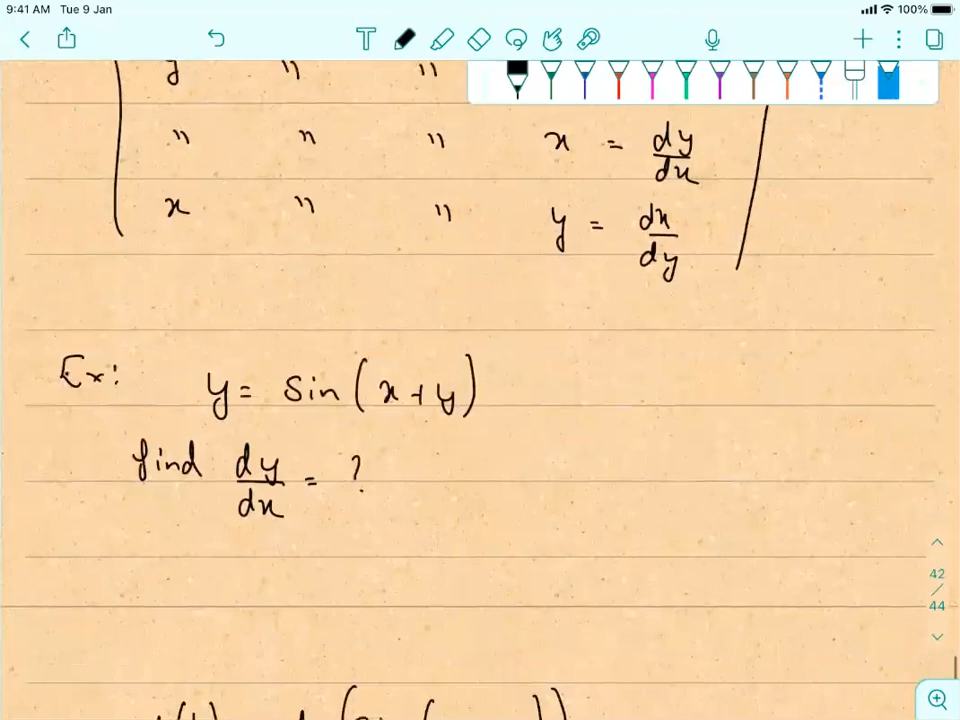 9:41 AM Tue 9 Jan 100%
y " "
" " " x = dy/dx
x " " y = dx/dy
Ex: y = Sin(x+y)
find dy/dx = ?
42
/
44